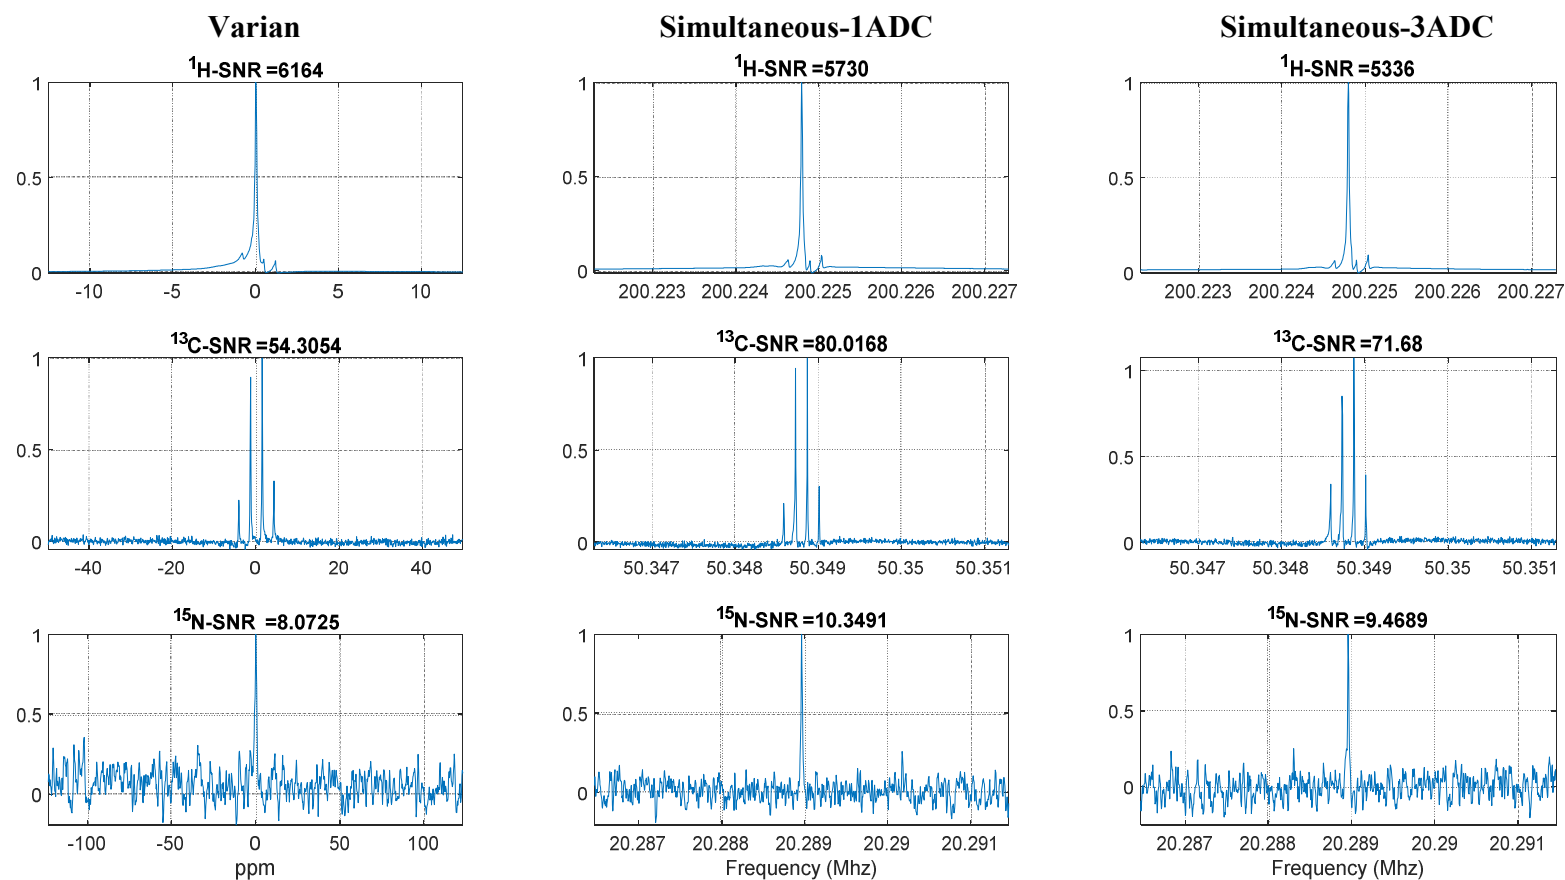 Varian Simultaneous-1ADC Simultaneous-3ADC
¹H-SNR =6164 ¹H-SNR =5730 ¹H-SNR =5336
1 1 1
0.5 0.5 0.5
0 0 0
-10 -5 0 5 10 200.223 200.224 200.225 200.226 200.227 200.223 200.224 200.225 200.226 200.227
¹³C-SNR =54.3054 ¹³C-SNR =80.0168 ¹³C-SNR =71.68
1 1 1
0.5 0.5 0.5
0 0 0
-40 -20 0 20 40 50.347 50.348 50.349 50.35 50.351 50.347 50.348 50.349 50.35 50.351
¹⁵N-SNR =8.0725 ¹⁵N-SNR =10.3491 ¹⁵N-SNR =9.4689
1 1 1
0.5 0.5 0.5
0 0 0
-100 -50 0 50 100 20.287 20.288 20.289 20.29 20.291 20.287 20.288 20.289 20.29 20.291
ppm Frequency (Mhz) Frequency (Mhz)